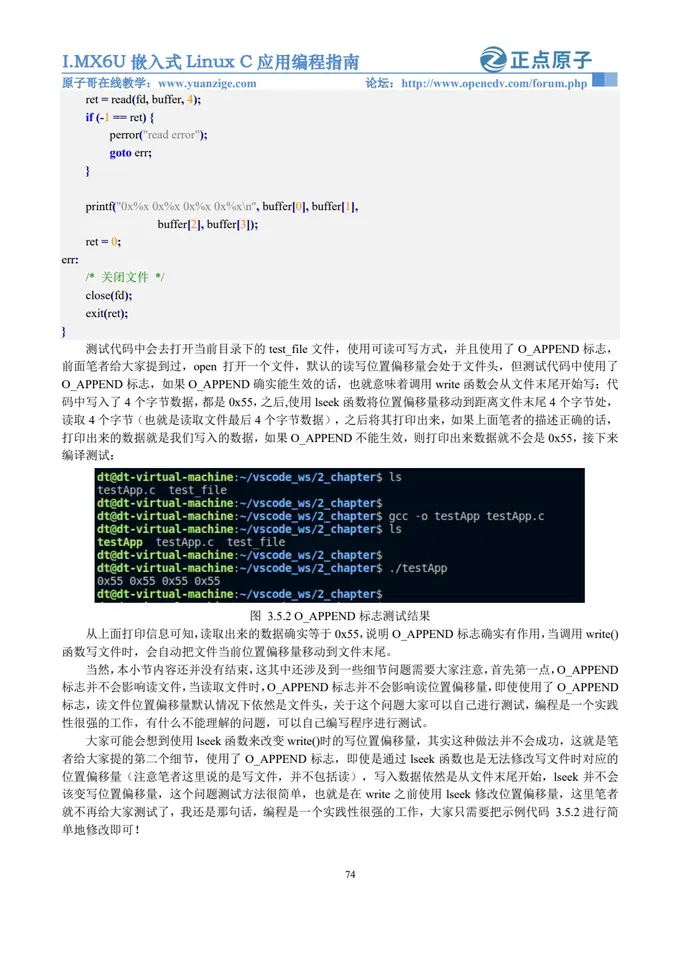 I.MX6U 嵌入式 Linux C 应用编程指南
正点原子
原子哥在线教学：www.yuanzige.com 论坛：http://www.openedv.com/forum.php
ret = read(fd, buffer, 4);
if (-1 == ret) {
perror("read error");
goto err;
}
printf("0x%x 0x%x 0x%x 0x%x\n", buffer[0], buffer[1],
buffer[2], buffer[3]);
ret = 0;
err:
/* 关闭文件 */
close(fd);
exit(ret);
}
测试代码中会去打开当前目录下的 test_file 文件，使用可读可写方式，并且使用了 O_APPEND 标志，
前面笔者给大家提到过，open 打开一个文件，默认的读写位置偏移量会处于文件头，但测试代码中使用了
O_APPEND 标志，如果 O_APPEND 确实能生效的话，也就意味着调用 write 函数会从文件末尾开始写；代
码中写入了 4 个字节数据，都是 0x55，之后,使用 lseek 函数将位置偏移量移动到距离文件末尾 4 个字节处，
读取 4 个字节（也就是读取文件最后 4 个字节数据），之后将其打印出来，如果上面笔者的描述正确的话，
打印出来的数据就是我们写入的数据，如果 O_APPEND 不能生效，则打印出来数据就不会是 0x55，接下来
编译测试：
dt@dt-virtual-machine:~/vscode_ws/2_chapter$ ls
testApp.c test_file
dt@dt-virtual-machine:~/vscode_ws/2_chapter$
dt@dt-virtual-machine:~/vscode_ws/2_chapter$ gcc -o testApp testApp.c
dt@dt-virtual-machine:~/vscode_ws/2_chapter$ ls
testApp testApp.c test_file
dt@dt-virtual-machine:~/vscode_ws/2_chapter$
dt@dt-virtual-machine:~/vscode_ws/2_chapter$ ./testApp
0x55 0x55 0x55 0x55
dt@dt-virtual-machine:~/vscode_ws/2_chapter$
图 3.5.2 O_APPEND 标志测试结果
从上面打印信息可知，读取出来的数据确实等于 0x55，说明 O_APPEND 标志确实有作用，当调用 write()
函数写文件时，会自动把文件当前位置偏移量移动到文件末尾。
当然，本小节内容还并没有结束，这其中还涉及到一些细节问题需要大家注意，首先第一点，O_APPEND
标志并不会影响读文件，当读取文件时，O_APPEND 标志并不会影响读位置偏移量，即使使用了 O_APPEND
标志，读文件位置偏移量默认情况下依然是文件头，关于这个问题大家可以自己进行测试，编程是一个实践
性很强的工作，有什么不能理解的问题，可以自己编写程序进行测试。
大家可能会想到使用 lseek 函数来改变 write()时的写位置偏移量，其实这种做法并不会成功，这就是笔
者给大家提的第二个细节，使用了 O_APPEND 标志，即使是通过 lseek 函数也是无法修改写文件时对应的
位置偏移量（注意笔者这里说的是写文件，并不包括读），写入数据依然是从文件末尾开始，lseek 并不会
该变写位置偏移量，这个问题测试方法很简单，也就是在 write 之前使用 lseek 修改位置偏移量，这里笔者
就不再给大家测试了，我还是那句话，编程是一个实践性很强的工作，大家只需要把示例代码 3.5.2 进行简
单地修改即可！
74